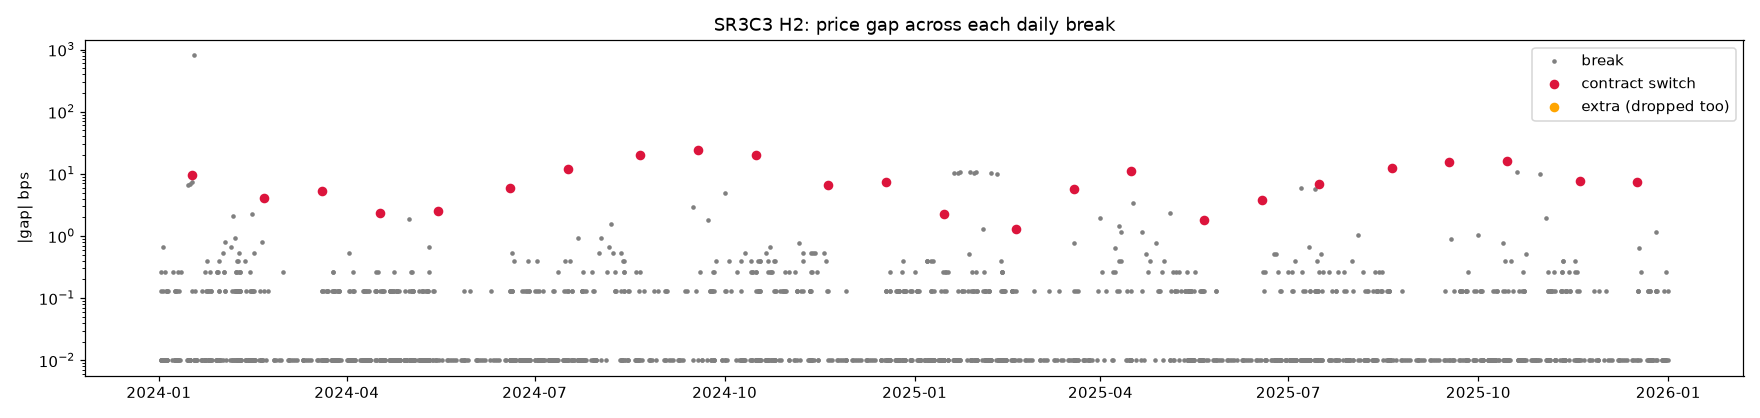 SR3C3 H2: price gap across each daily break
|gap| bps
10³
10²
10¹
10⁰
10⁻¹
10⁻²
break
contract switch
extra (dropped too)
2024-01 2024-04 2024-07 2024-10 2025-01 2025-04 2025-07 2025-10 2026-01